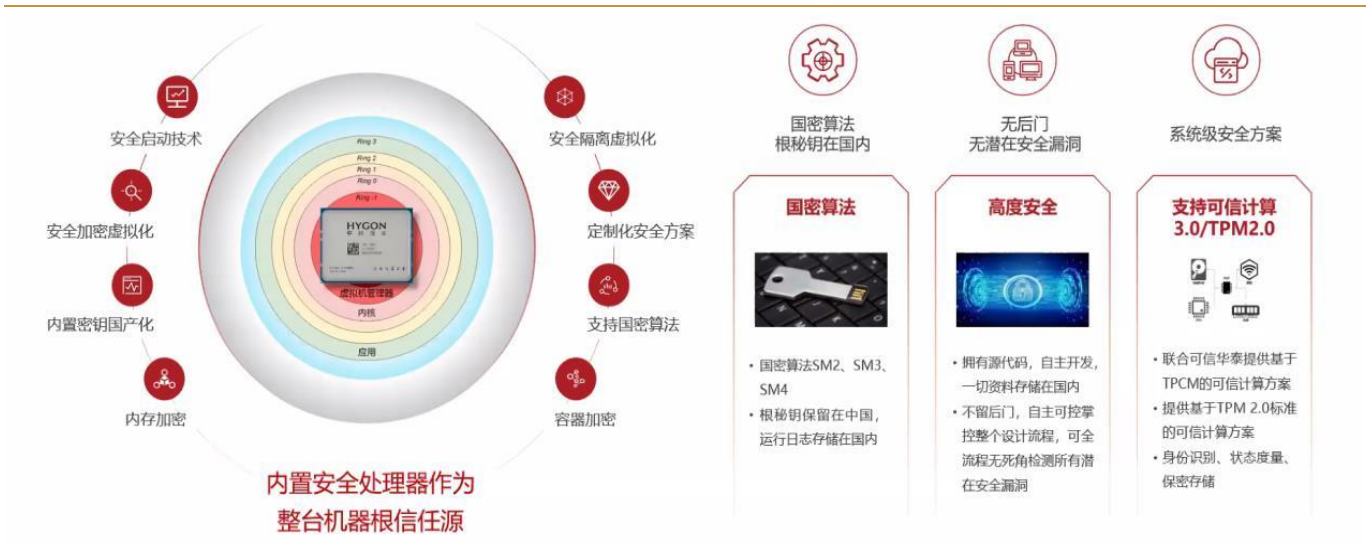 安全启动技术
安全加密虚拟化
内置密钥国产化
内存加密
Ring 3
Ring 2
Ring 1
Ring 0
Ring -1
HYGON
虚拟机管理器
内核
应用
安全隔离虚拟化
定制化安全方案
支持国密算法
容器加密
内置安全处理器作为
整台机器根信任源
国密算法
根秘钥在国内
国密算法
• 国密算法SM2、SM3、
SM4
• 根秘钥保留在中国，
运行日志存储在国内
无后门
无潜在安全漏洞
高度安全
• 拥有源代码，自主开发，
一切资料存储在国内
• 不留后门，自主可控掌
控整个设计流程，可全
流程无死角检测所有潜
在安全漏洞
系统级安全方案
支持可信计算
3.0/TPM2.0
• 联合可信华泰提供基于
TPCM的可信计算方案
• 提供基于TPM 2.0标准
的可信计算方案
• 身份识别、状态度量、
保密存储